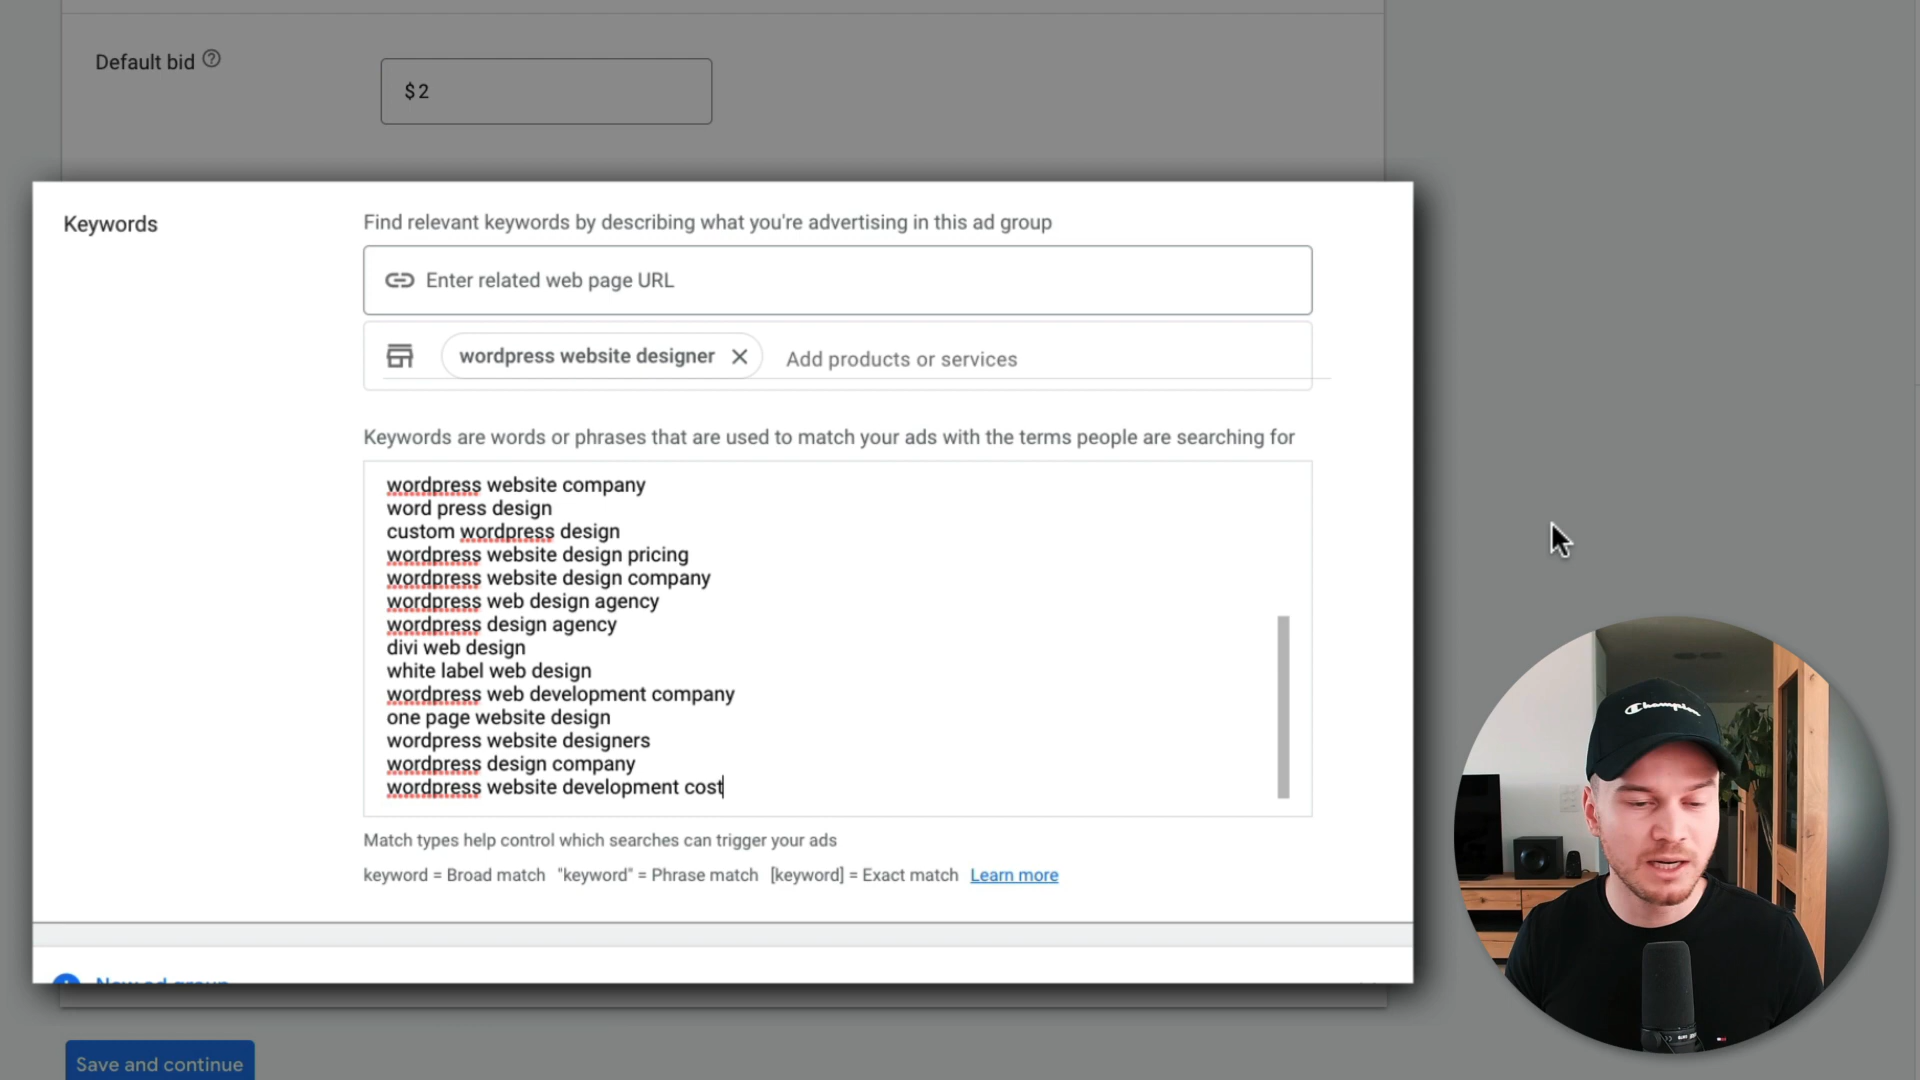 Default bid
$ 2
Keywords
Find relevant keywords by describing what you're advertising in this ad group
Enter related web page URL
wordpress website designer
Add products or services
Keywords are words or phrases that are used to match your ads with the terms people are searching for
wordpress website company
word press design
custom wordpress design
wordpress website design pricing
wordpress website design company
wordpress web design agency
wordpress design agency
divi web design
white label web design
wordpress web development company
one page website design
wordpress website designers
wordpress design company
wordpress website development cost
Match types help control which searches can trigger your ads
keyword = Broad match "keyword" = Phrase match [keyword] = Exact match Learn more
New ad group
Save and continue
Champion